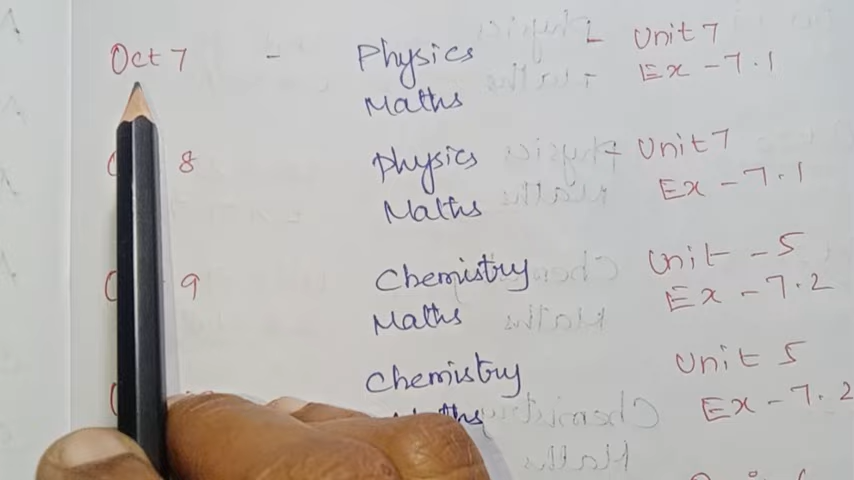 Oct 7 - Physics - Unit 7
Maths Ex - 7.1
8 Physics - Unit 7
Maths Ex - 7.1
9 Chemistry Unit - 5
Maths Ex - 7.2
Chemistry Unit 5
Maths Ex - 7.2